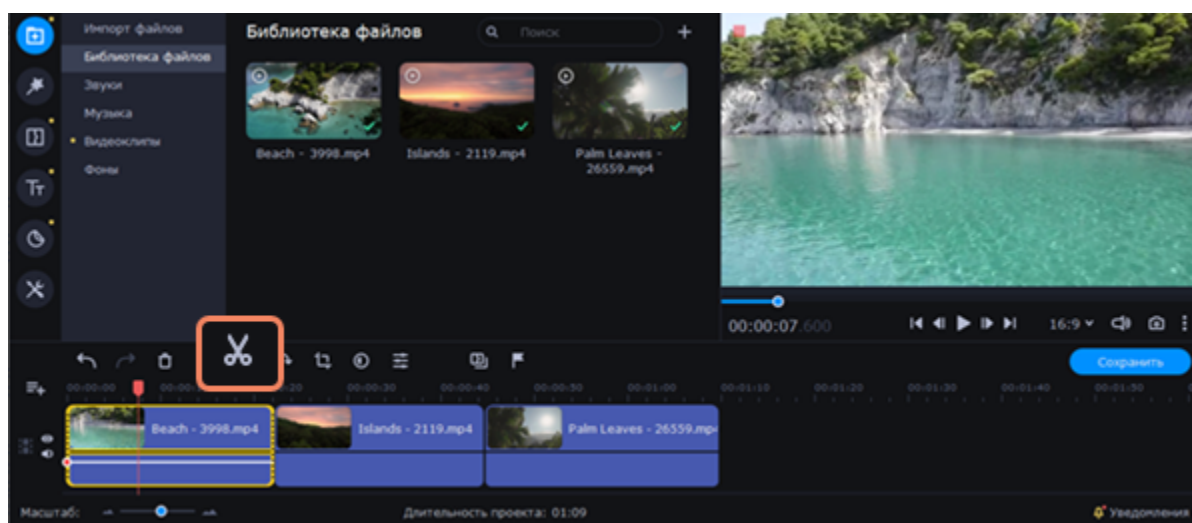 Импорт файлов
Библиотека файлов
Звуки
Музыка
Видеоклипы
Фоны
Библиотека файлов
Поиск
Beach - 3998.mp4
Islands - 2119.mp4
Palm Leaves -
26559.mp4
00:00:07.600
16:9
Сохранить
00:00:00
00:00:30
00:00:40
00:00:50
00:01:00
00:01:10
00:01:20
00:01:30
00:01:40
00:01:50
Beach - 3998.mp4
Islands - 2119.mp4
Palm Leaves - 26559.mp
Масштаб:
Длительность проекта: 01:09
Уведомления